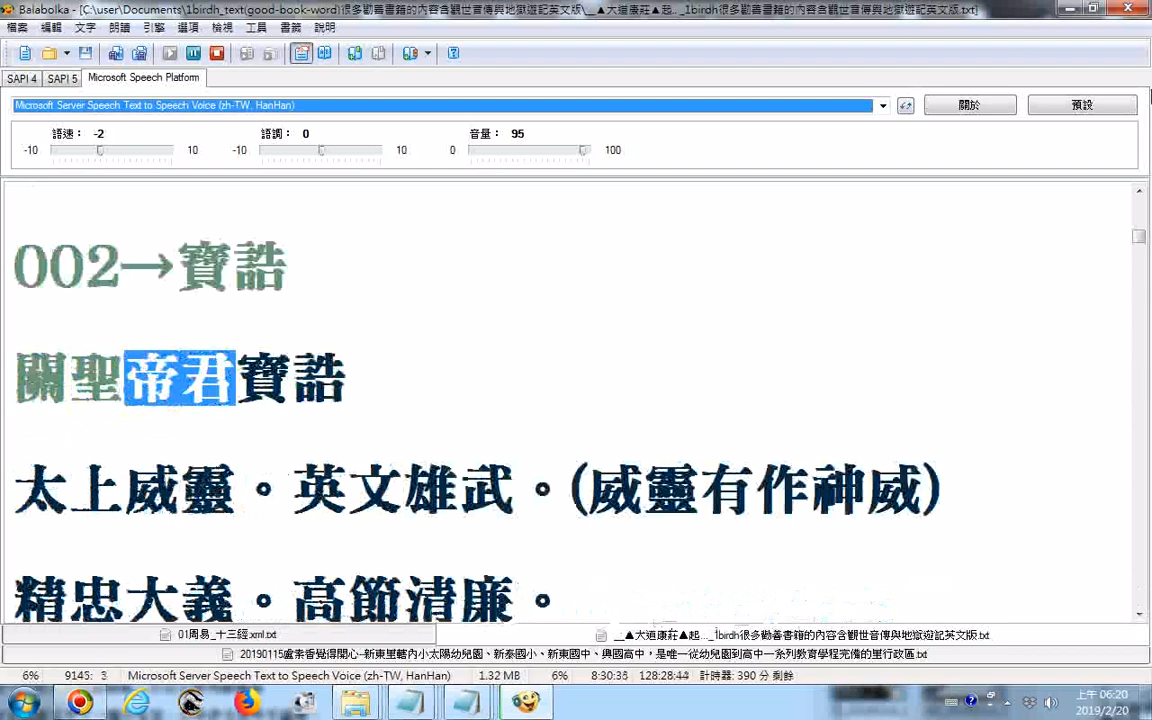 Balabolka - [C:\user\Documents\1birdh_text(good-book-word)很多勸善書籍的內容含觀世音傳與地獄遊記英文版\__▲大道康莊▲起..._1birdh很多勸善書籍的內容含觀世音傳與地獄遊記英文版.txt]
檔案 編輯 文字 朗讀 引擎 選項 檢視 工具 書籤 說明
SAPI 4 SAPI 5 Microsoft Speech Platform
Microsoft Server Speech Text to Speech Voice (zh-TW, HanHan) 關於 預設
語速： -2 語調： 0 音量： 95
-10 10 -10 10 0 100
002→寶誥
關聖帝君寶誥
太上威靈。英文雄武。(威靈有作神威)
精忠大義。高節清廉。
01周易_十三經.xml.txt __▲大道康莊▲起..._1birdh很多勸善書籍的內容含觀世音傳與地獄遊記英文版.txt
20190115盧素香覺得開心~新東里轄內小太陽幼兒園、新泰國小、新東國中、興國高中，是唯一從幼兒園到高中一系列教育學程完備的里行政區.txt
6% 9145: 3 Microsoft Server Speech Text to Speech Voice (zh-TW, HanHan) 1.32 MB 6% 8:30:38 128:28:44 計時器： 390 分 剩餘
上午 06:20
2019/2/20